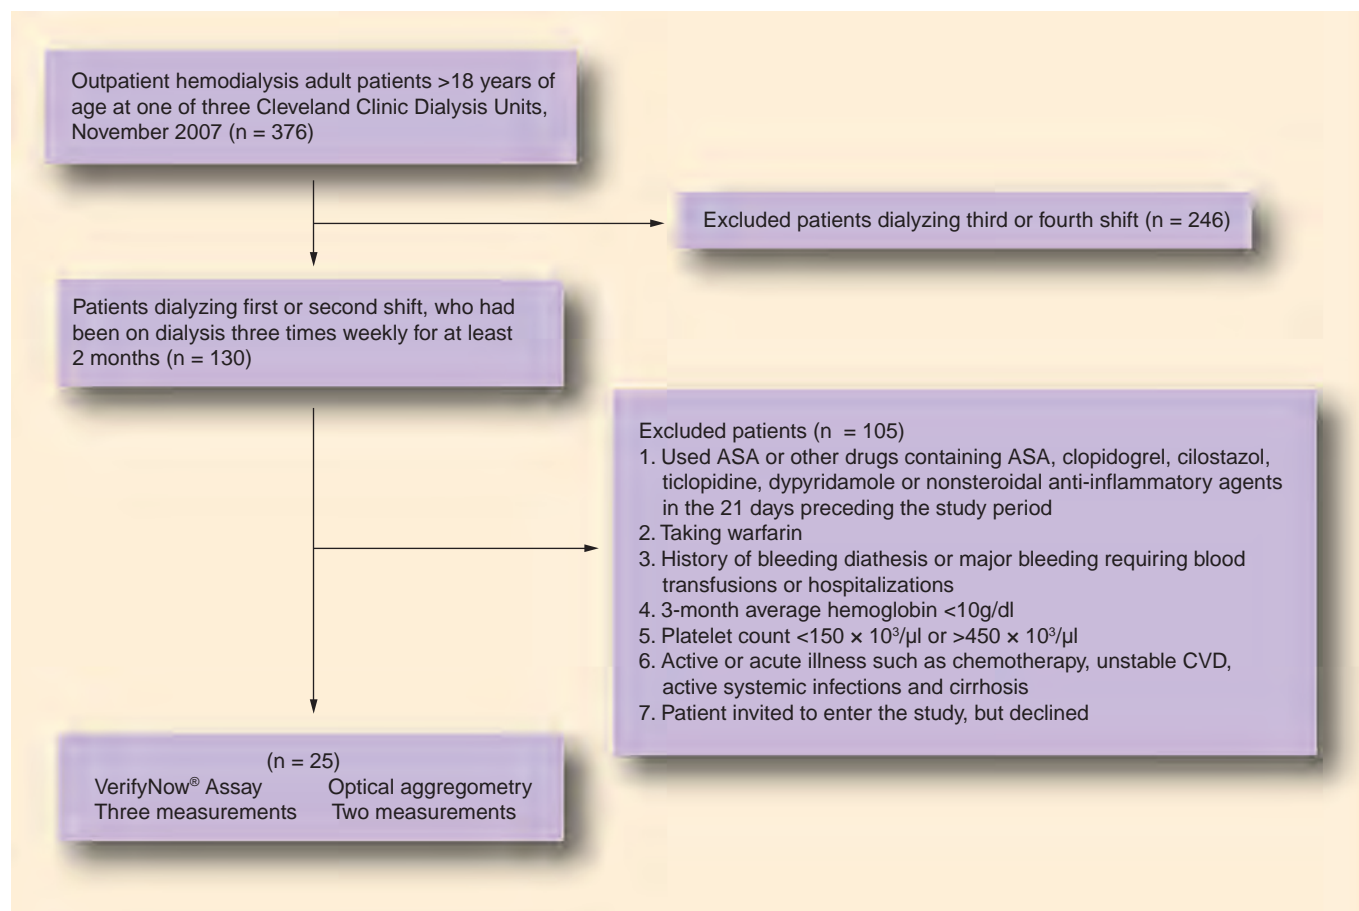 Outpatient hemodialysis adult patients >18 years of
age at one of three Cleveland Clinic Dialysis Units,
November 2007 (n = 376)
Excluded patients dialyzing third or fourth shift (n = 246)
Patients dialyzing first or second shift, who had
been on dialysis three times weekly for at least
2 months (n = 130)
Excluded patients (n = 105)
1. Used ASA or other drugs containing ASA, clopidogrel, cilostazol,
ticlopidine, dypyridamole or nonsteroidal anti-inflammatory agents
in the 21 days preceding the study period
2. Taking warfarin
3. History of bleeding diathesis or major bleeding requiring blood
transfusions or hospitalizations
4. 3-month average hemoglobin <10g/dl
5. Platelet count <150 × 10³/µl or >450 × 10³/µl
6. Active or acute illness such as chemotherapy, unstable CVD,
active systemic infections and cirrhosis
7. Patient invited to enter the study, but declined
(n = 25)
VerifyNow® Assay Optical aggregometry
Three measurements Two measurements